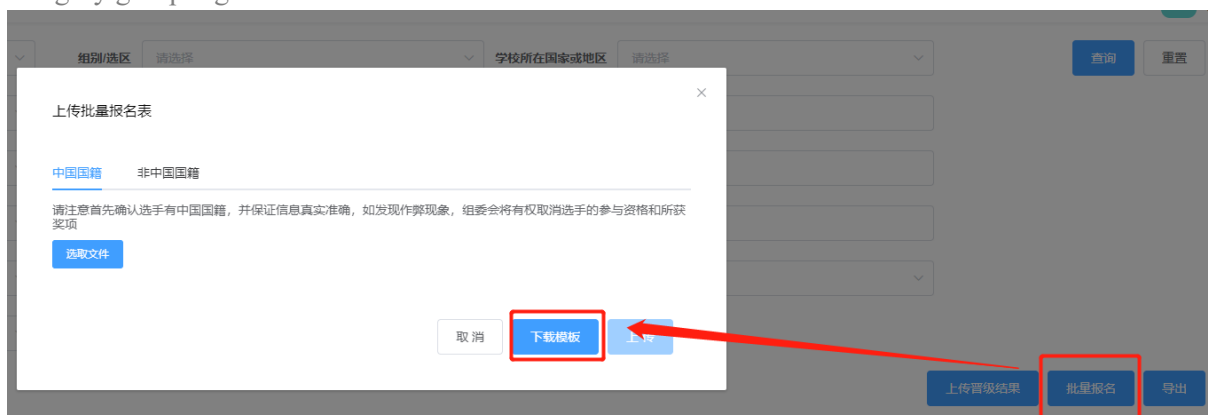 组别/选区 请选择 学校所在国家或地区 请选择 查询 重置
上传批量报名表
中国国籍 非中国国籍
请注意首先确认选手有中国国籍，并保证信息真实准确，如发现作弊现象，组委会将有权取消选手的参与资格和所获
奖项
选取文件
取消 下载模板 上传
上传晋级结果 批量报名 导出